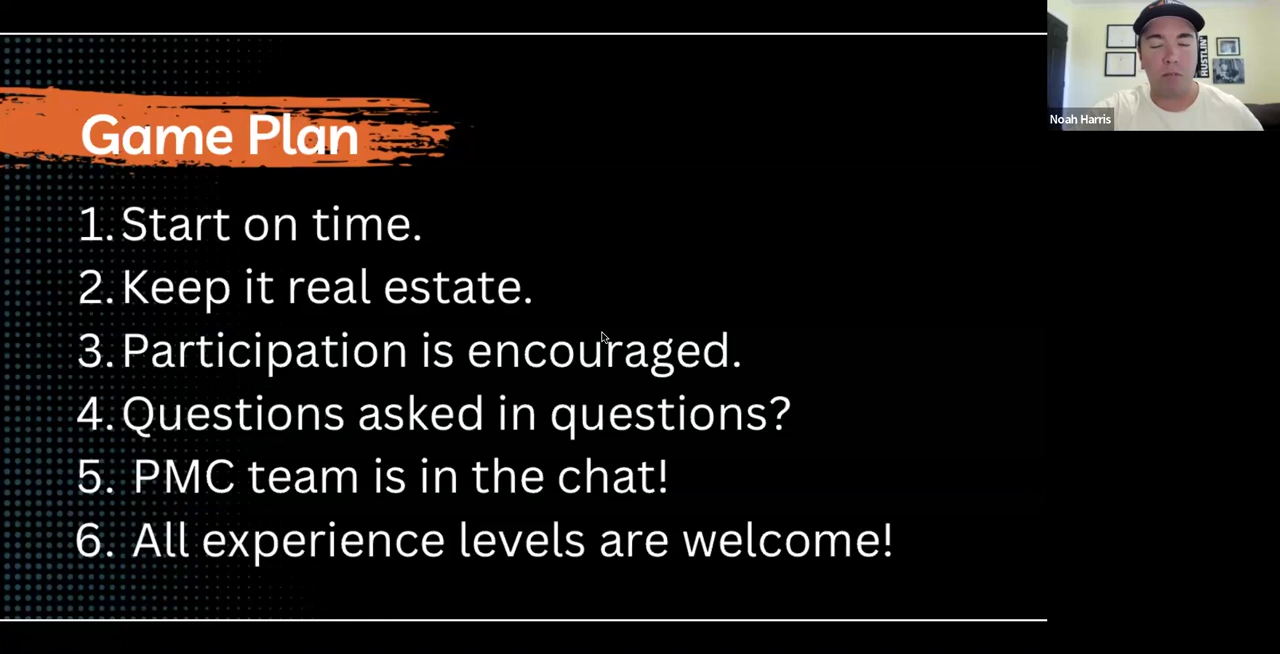 Game Plan
1. Start on time.
2. Keep it real estate.
3. Participation is encouraged.
4. Questions asked in questions?
5. PMC team is in the chat!
6. All experience levels are welcome!
Noah Harris
HUSTLIN'